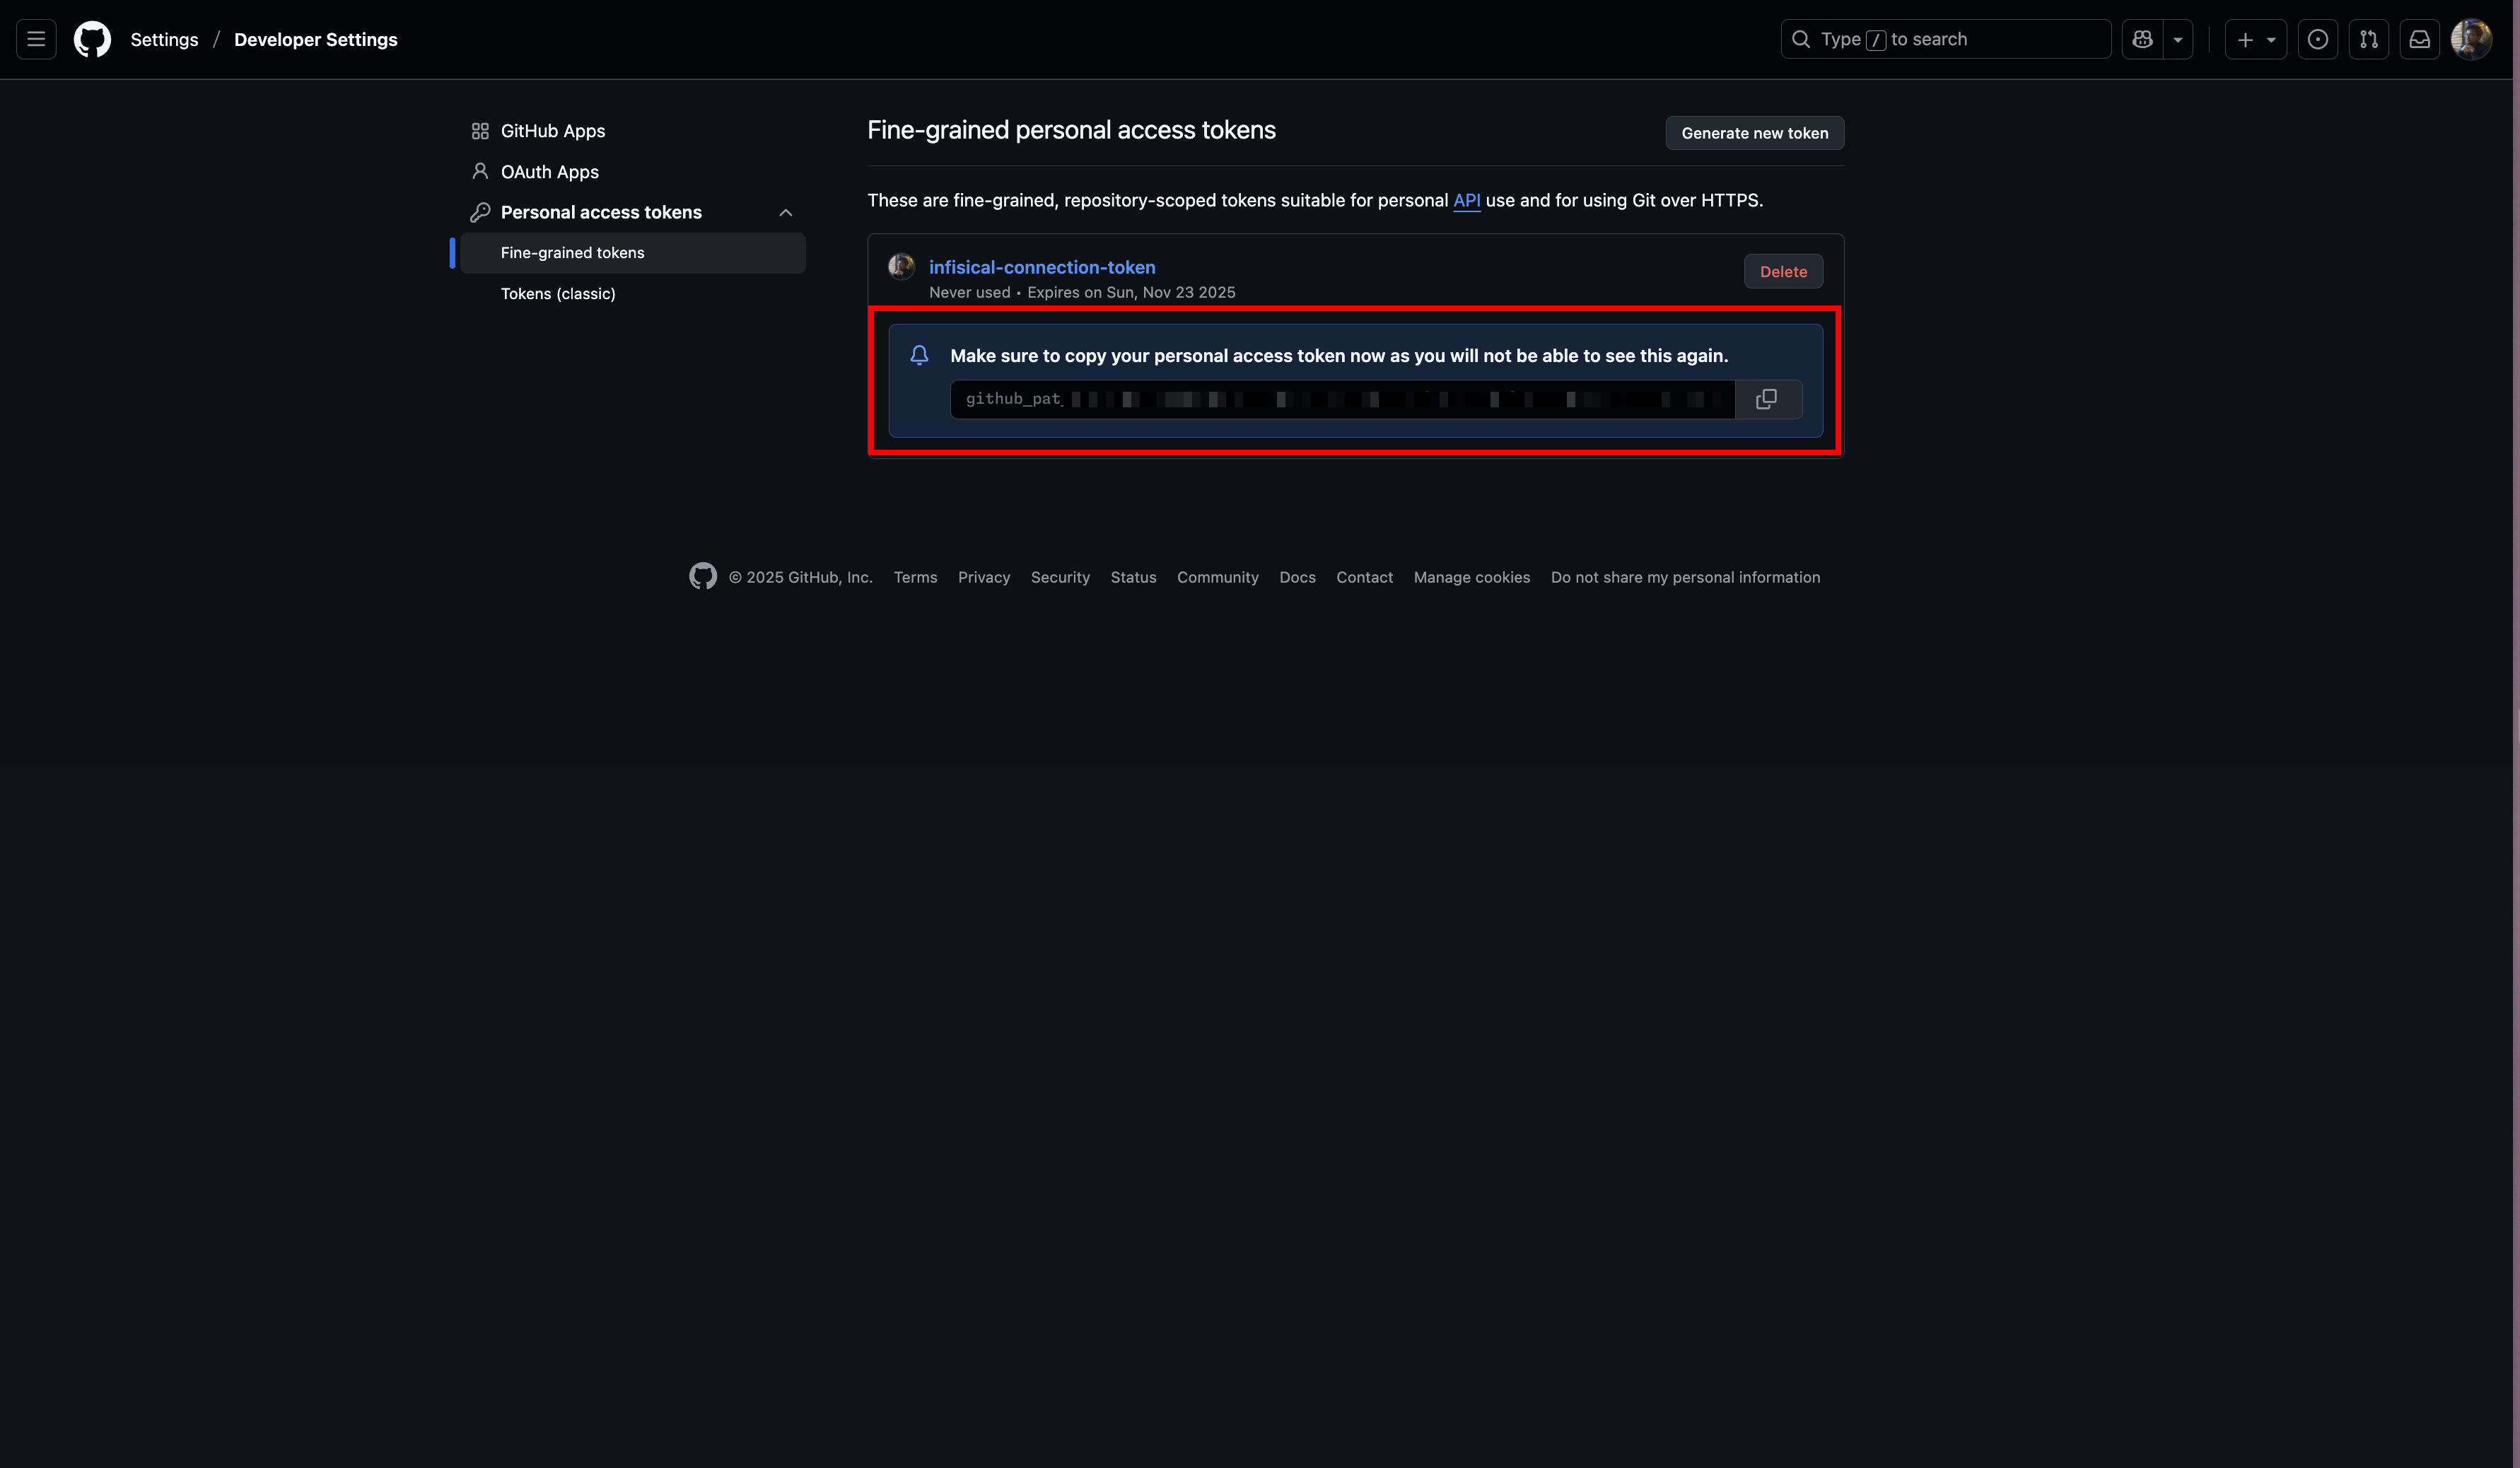 Settings / Developer Settings
Type / to search
GitHub Apps
OAuth Apps
Personal access tokens
Fine-grained tokens
Tokens (classic)
Fine-grained personal access tokens
Generate new token
These are fine-grained, repository-scoped tokens suitable for personal API use and for using Git over HTTPS.
infisical-connection-token
Never used • Expires on Sun, Nov 23 2025
Delete
Make sure to copy your personal access token now as you will not be able to see this again.
github_pat_
© 2025 GitHub, Inc. Terms Privacy Security Status Community Docs Contact Manage cookies Do not share my personal information